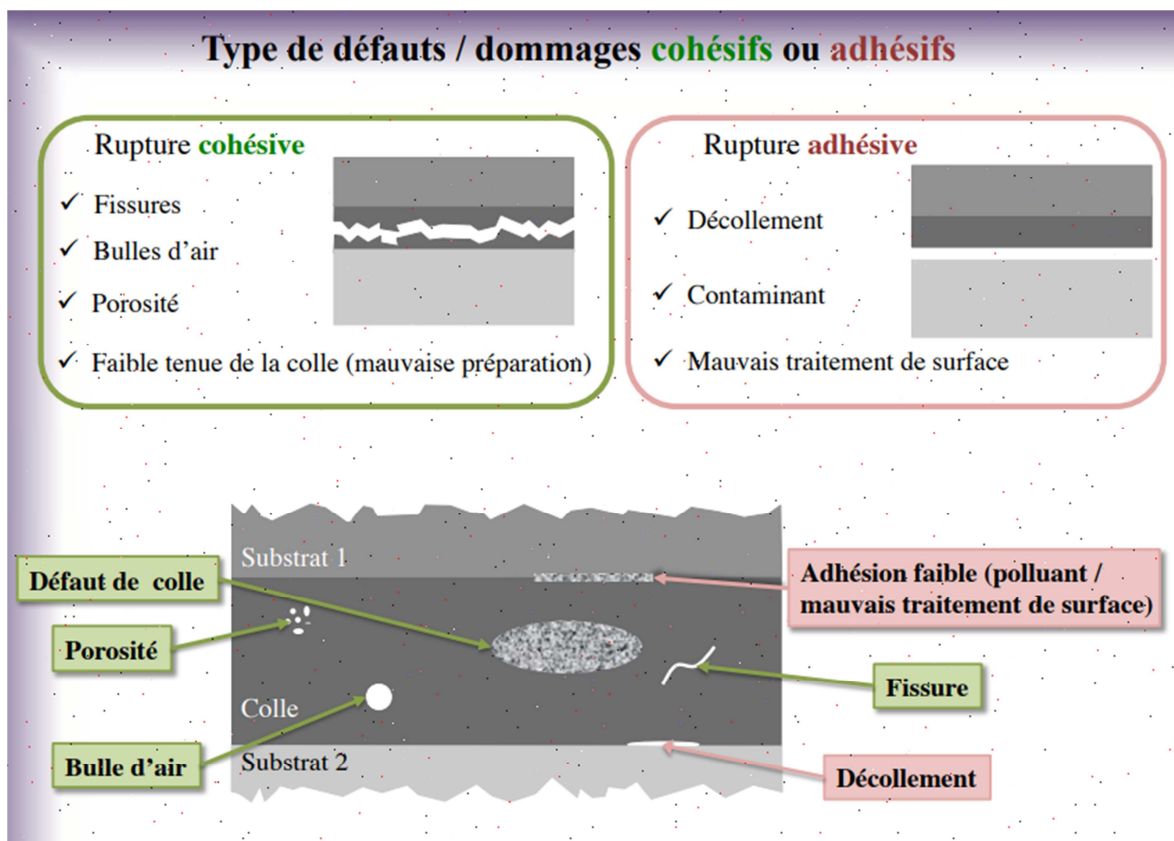 Type de défauts / dommages cohésifs ou adhésifs
Rupture cohésive
✓ Fissures
✓ Bulles d'air
✓ Porosité
✓ Faible tenue de la colle (mauvaise préparation)
Rupture adhésive
✓ Décollement
✓ Contaminant
✓ Mauvais traitement de surface
Substrat 1
Défaut de colle
Adhésion faible (polluant /
mauvais traitement de surface)
Porosité
Fissure
Colle
Bulle d'air
Substrat 2
Décollement